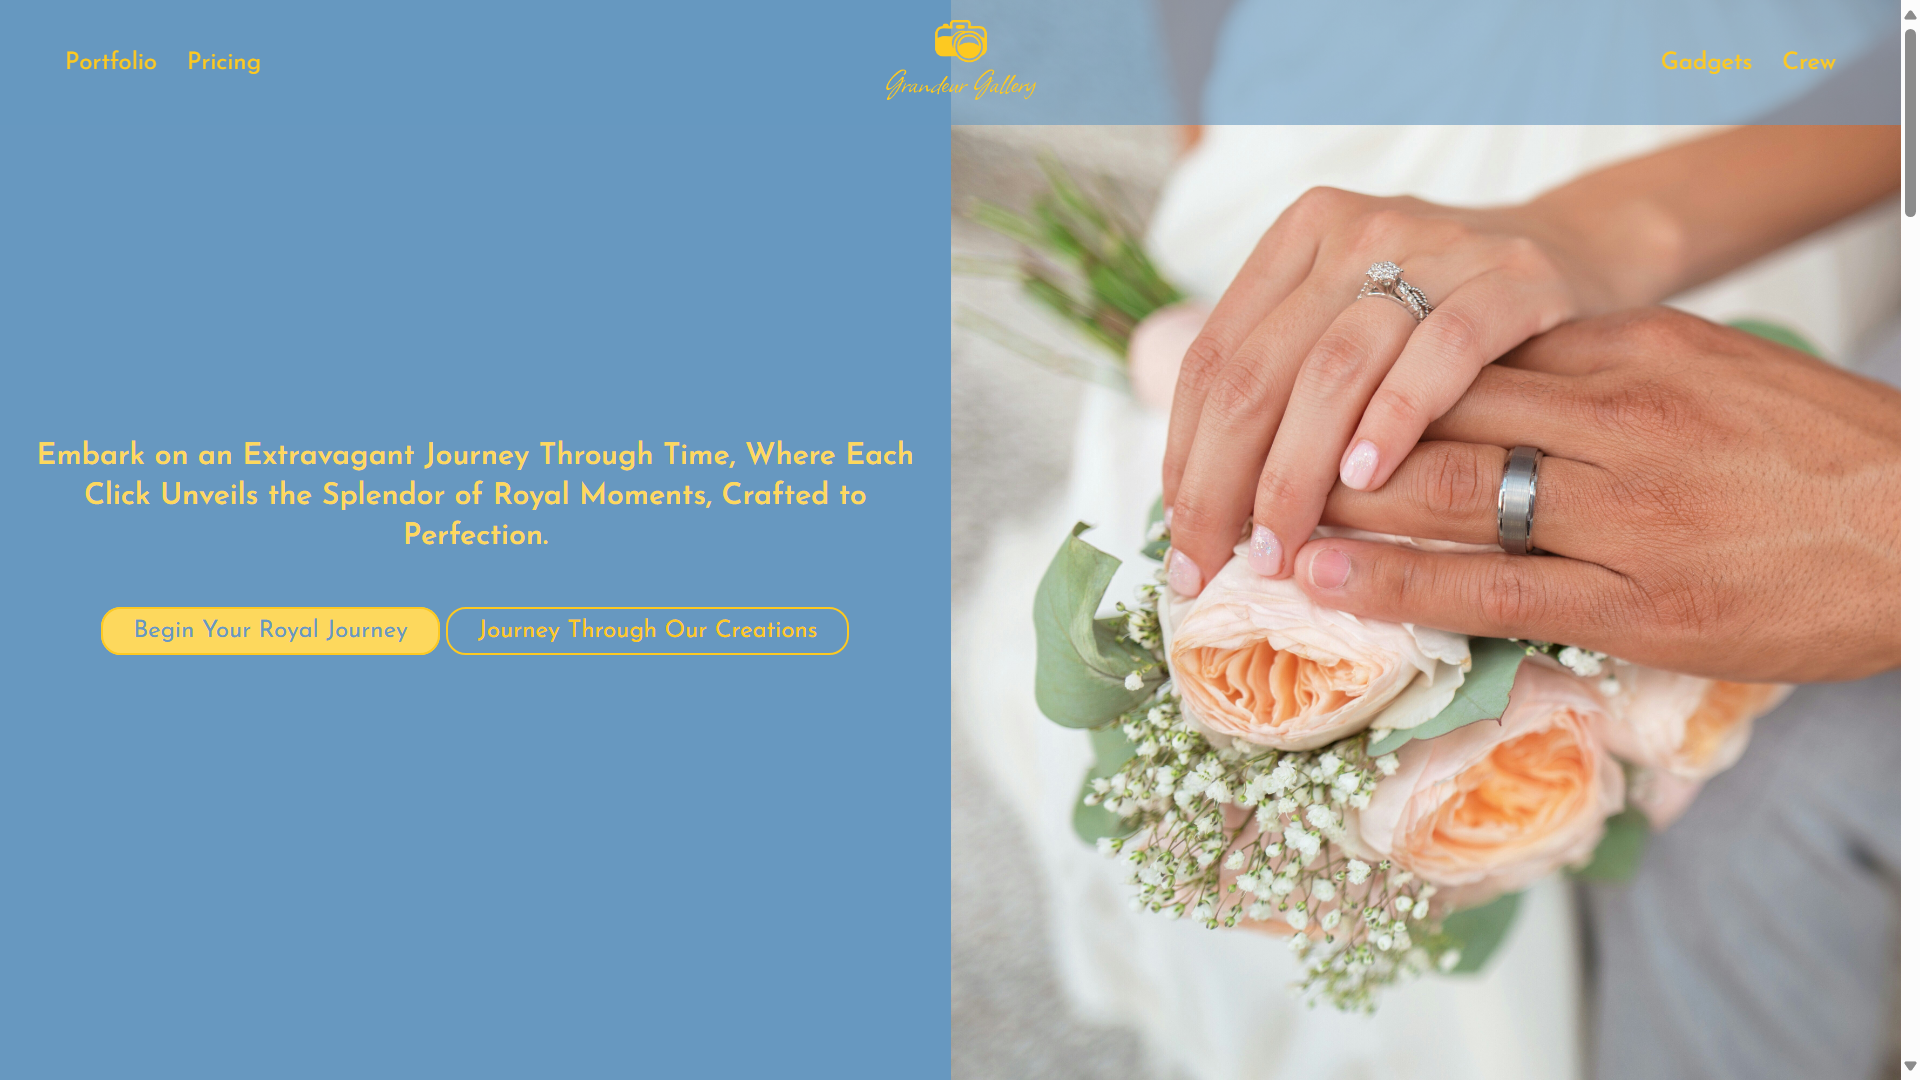 Portfolio
Pricing
Grandeur Gallery
Gadgets
Crew
Embark on an Extravagant Journey Through Time, Where Each
Click Unveils the Splendor of Royal Moments, Crafted to
Perfection.
Begin Your Royal Journey
Journey Through Our Creations